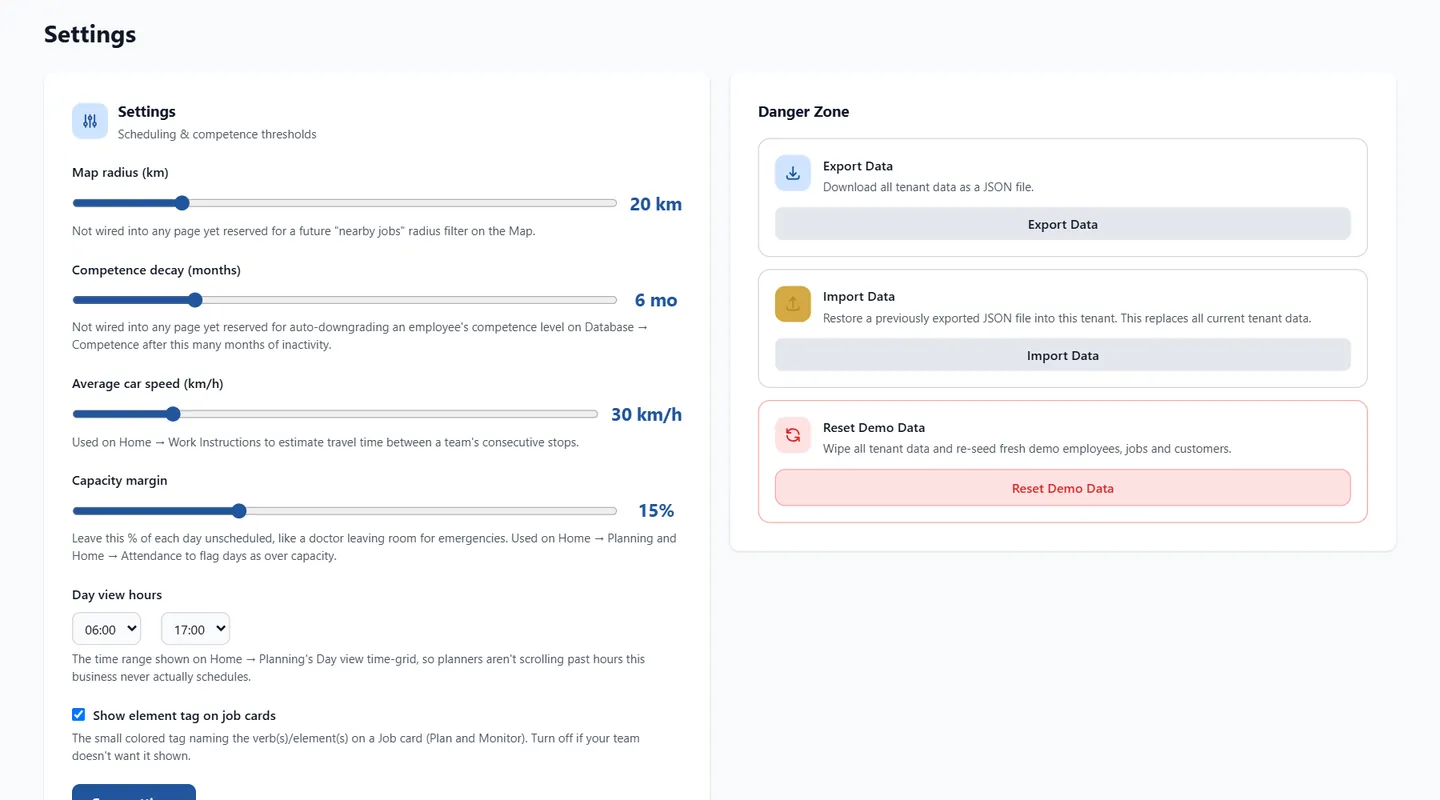 Settings
Settings
Scheduling & competence thresholds
Map radius (km)
20 km
Not wired into any page yet reserved for a future "nearby jobs" radius filter on the Map.
Competence decay (months)
6 mo
Not wired into any page yet reserved for auto-downgrading an employee's competence level on Database →
Competence after this many months of inactivity.
Average car speed (km/h)
30 km/h
Used on Home → Work Instructions to estimate travel time between a team's consecutive stops.
Capacity margin
15%
Leave this % of each day unscheduled, like a doctor leaving room for emergencies. Used on Home → Planning and
Home → Attendance to flag days as over capacity.
Day view hours
06:00 17:00
The time range shown on Home → Planning's Day view time-grid, so planners aren't scrolling past hours this
business never actually schedules.
Show element tag on job cards
The small colored tag naming the verb(s)/element(s) on a Job card (Plan and Monitor). Turn off if your team
doesn't want it shown.
Danger Zone
Export Data
Download all tenant data as a JSON file.
Export Data
Import Data
Restore a previously exported JSON file into this tenant. This replaces all current tenant data.
Import Data
Reset Demo Data
Wipe all tenant data and re-seed fresh demo employees, jobs and customers.
Reset Demo Data